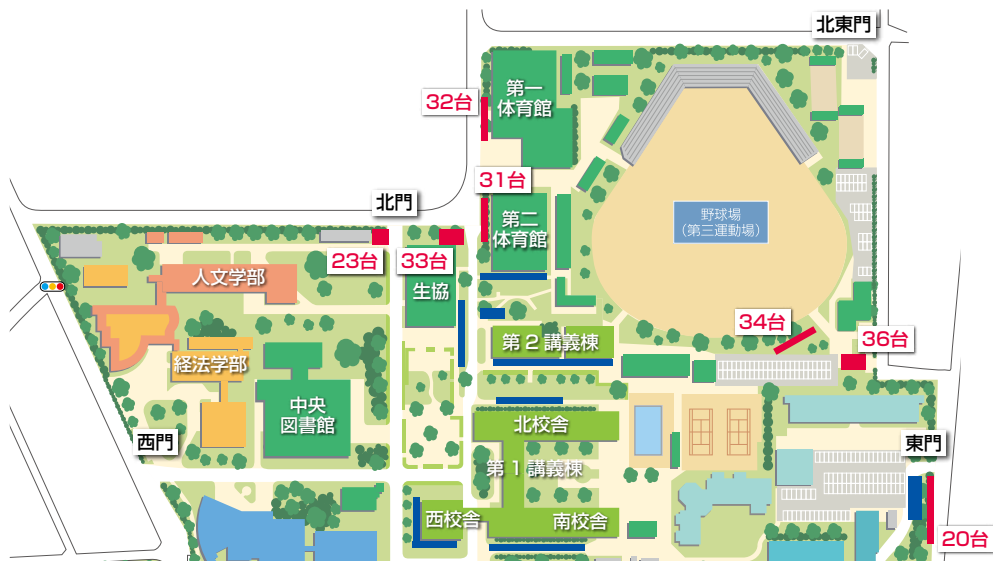 北東門
第一
体育館
32台
31台
北門
第二
体育館
野球場
(第三運動場)
23台
33台
人文学部
生協
34台
36台
第2講義棟
経法学部
中央
図書館
北校舎
西門
東門
第1講義棟
西校舎
南校舎
20台